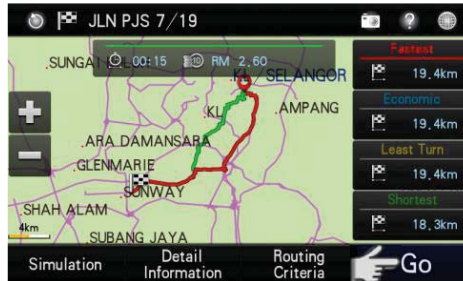 JLN PJS 7/19
?
00:15 RM 2.60
SUNGAI
KL/SELANGOR
KL
AMPANG
ARA DAMANSARA
GLENMARIE
SUNWAY
SHAH ALAM
4km
SUBANG JAYA
Fastest
19.4km
Economic
19.4km
Least Turn
19.4km
Shortest
18.3km
Simulation
Detail Information
Routing Criteria
Go